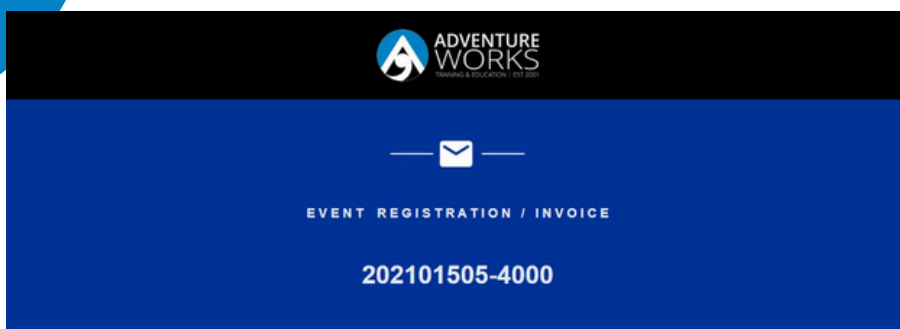 ADVENTURE
WORKS
TRAINING & EDUCATION | EST 2001
EVENT REGISTRATION / INVOICE
202101505-4000